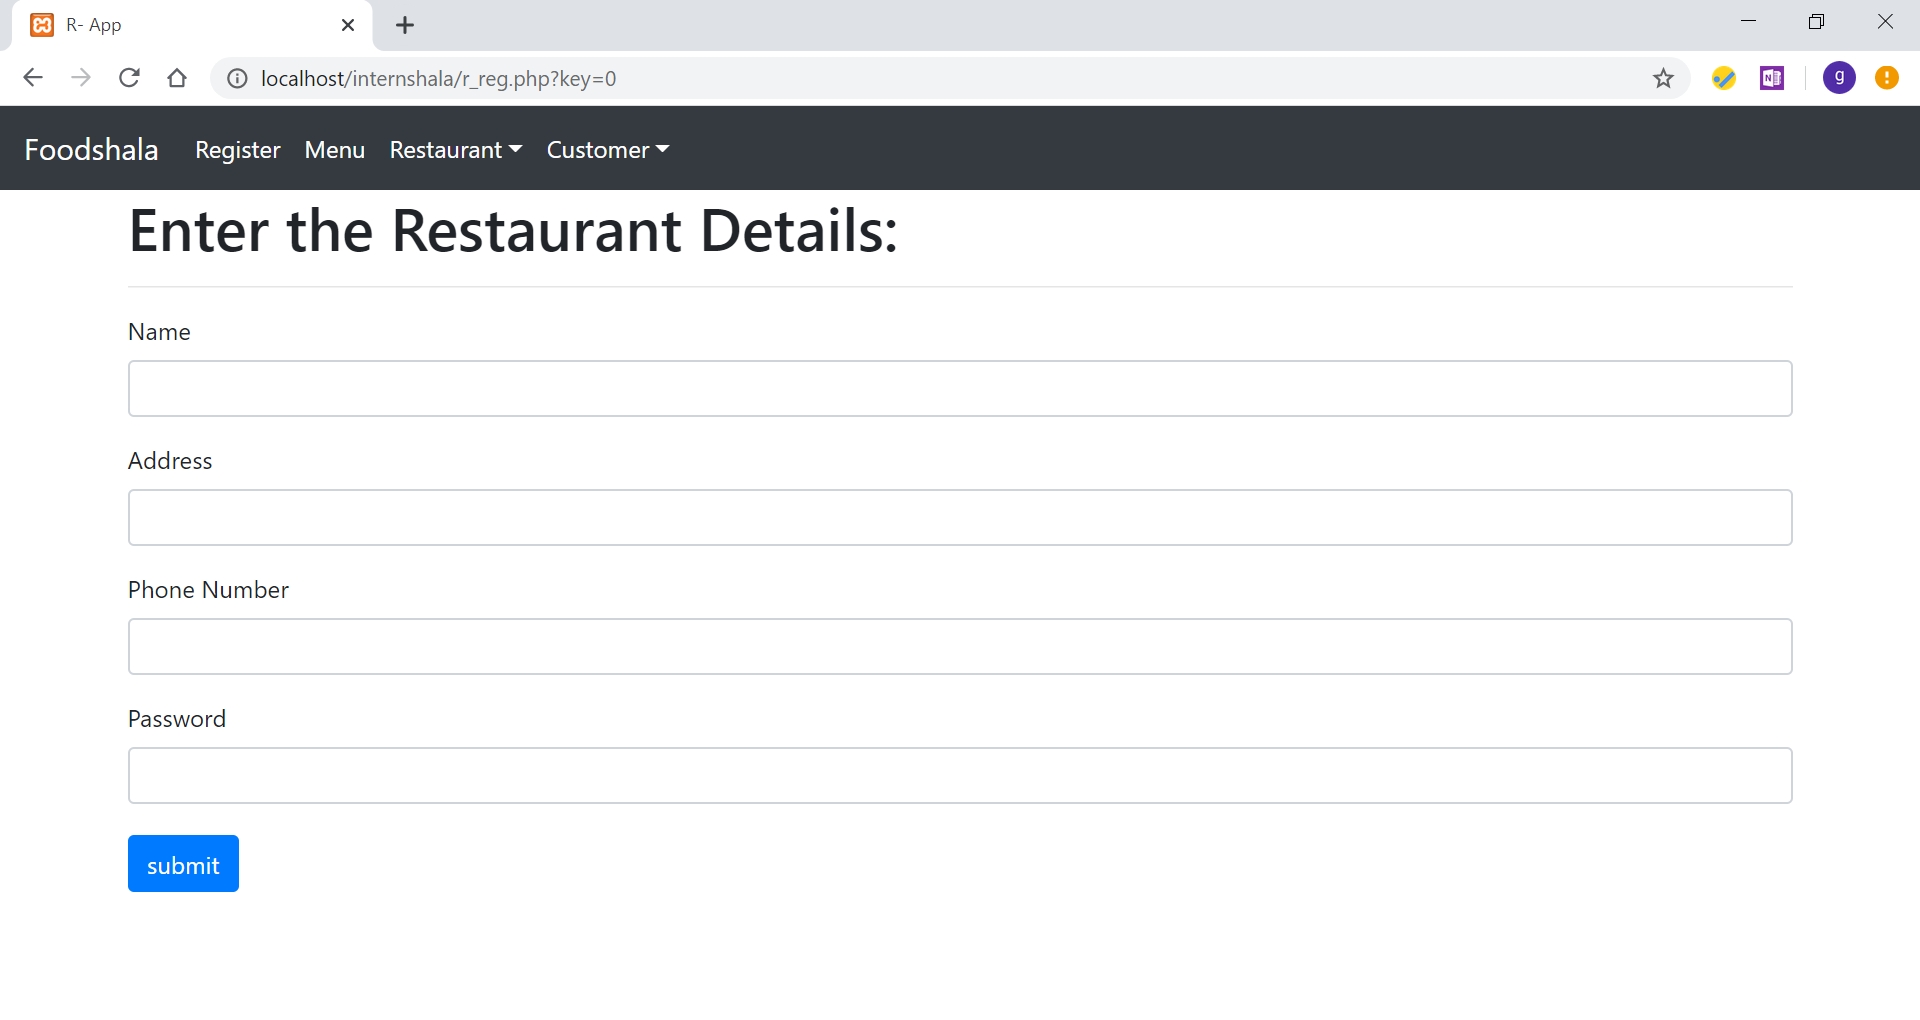 R- App
localhost/internshala/r_reg.php?key=0
g
Foodshala Register Menu Restaurant Customer
Enter the Restaurant Details:
Name
Address
Phone Number
Password
submit